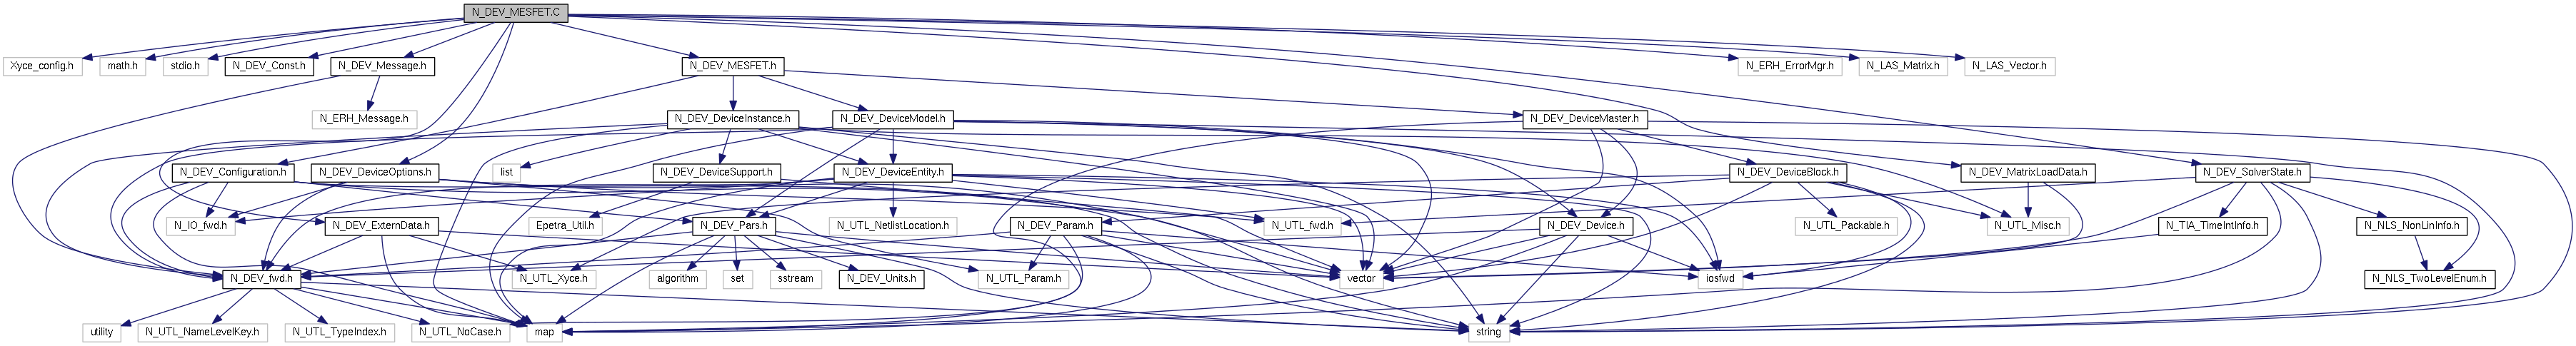 N_DEV_MESFET.C
Xyce_config.h
math.h
stdio.h
N_DEV_Const.h
N_DEV_Message.h
N_DEV_MESFET.h
N_ERH_ErrorMgr.h
N_LAS_Matrix.h
N_LAS_Vector.h
N_ERH_Message.h
N_DEV_DeviceInstance.h
N_DEV_DeviceModel.h
N_DEV_DeviceMaster.h
N_DEV_Configuration.h
N_DEV_DeviceOptions.h
list
N_DEV_DeviceSupport.h
N_DEV_DeviceEntity.h
N_DEV_DeviceBlock.h
N_DEV_MatrixLoadData.h
N_DEV_SolverState.h
N_IO_fwd.h
N_DEV_ExternData.h
Epetra_Util.h
N_DEV_Pars.h
N_UTL_NetlistLocation.h
N_DEV_Param.h
N_UTL_fwd.h
N_DEV_Device.h
N_UTL_Packable.h
N_UTL_Misc.h
N_TIA_TimeIntInfo.h
N_NLS_NonLinInfo.h
N_DEV_fwd.h
N_UTL_Xyce.h
algorithm
set
sstream
N_DEV_Units.h
N_UTL_Param.h
vector
iosfwd
N_NLS_TwoLevelEnum.h
utility
N_UTL_NameLevelKey.h
N_UTL_TypeIndex.h
N_UTL_NoCase.h
map
string